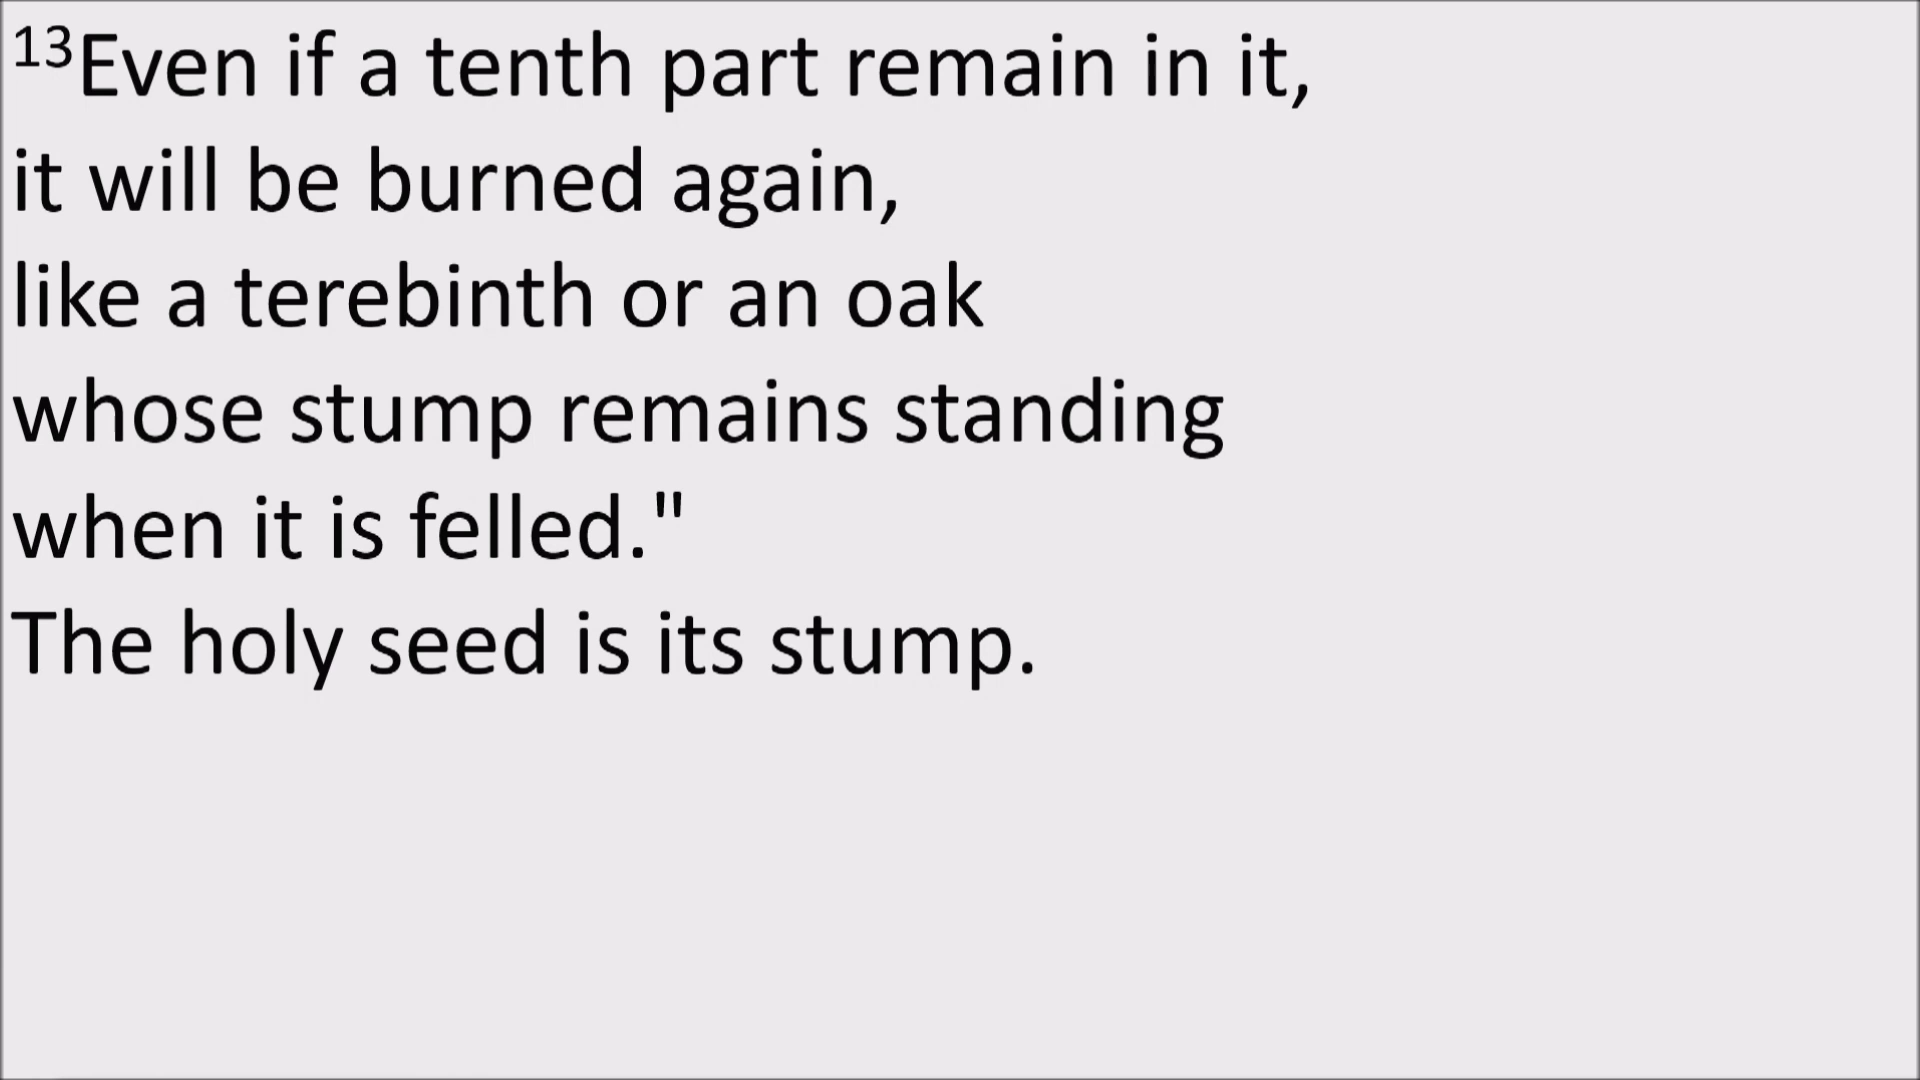 13Even if a tenth part remain in it,
it will be burned again,
like a terebinth or an oak
whose stump remains standing
when it is felled."
The holy seed is its stump.